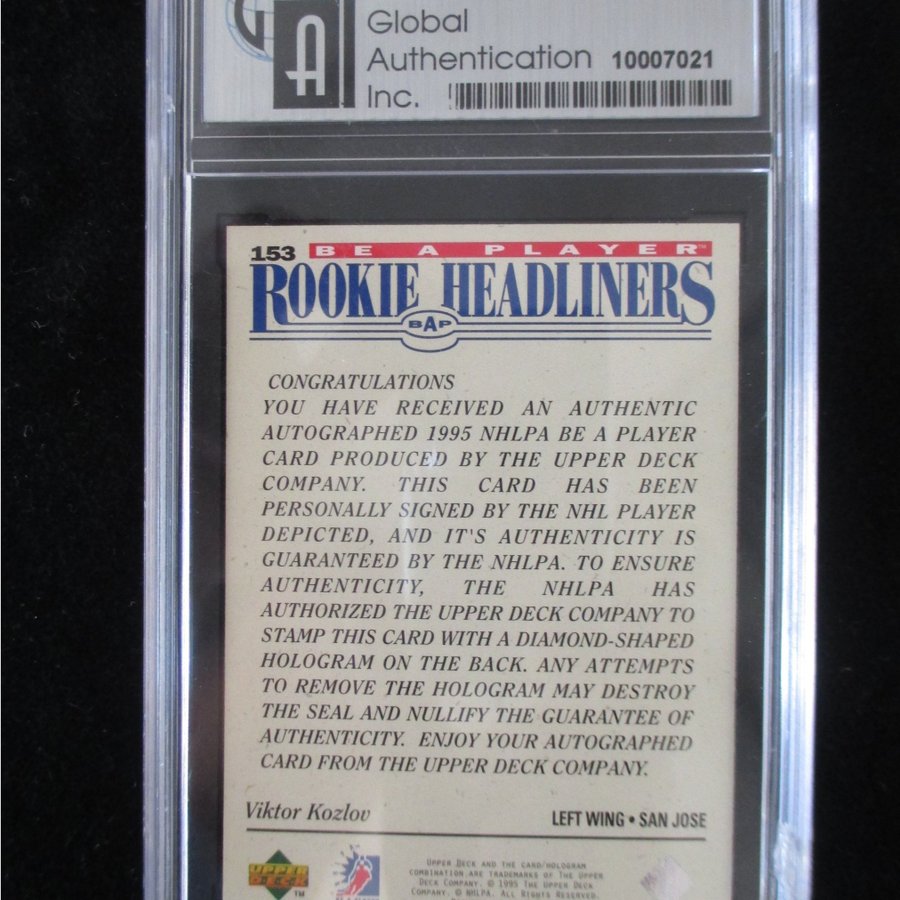 Global
Authentication 10007021
Inc.
A
153 BE A PLAYER™
ROOKIE HEADLINERS
BAP
CONGRATULATIONS
YOU HAVE RECEIVED AN AUTHENTIC
AUTOGRAPHED 1995 NHLPA BE A PLAYER
CARD PRODUCED BY THE UPPER DECK
COMPANY. THIS CARD HAS BEEN
PERSONALLY SIGNED BY THE NHL PLAYER
DEPICTED, AND IT'S AUTHENTICITY IS
GUARANTEED BY THE NHLPA. TO ENSURE
AUTHENTICITY, THE NHLPA HAS
AUTHORIZED THE UPPER DECK COMPANY TO
STAMP THIS CARD WITH A DIAMOND-SHAPED
HOLOGRAM ON THE BACK. ANY ATTEMPTS
TO REMOVE THE HOLOGRAM MAY DESTROY
THE SEAL AND NULLIFY THE GUARANTEE OF
AUTHENTICITY. ENJOY YOUR AUTOGRAPHED
CARD FROM THE UPPER DECK COMPANY.
Viktor Kozlov LEFT WING • SAN JOSE
UPPER DECK AND THE CARD/HOLOGRAM
COMBINATION ARE TRADEMARKS OF THE UPPER
DECK COMPANY. © 1995 THE UPPER DECK
COMPANY. © NHLPA. ALL RIGHTS RESERVED.
UPPER
DECK TM